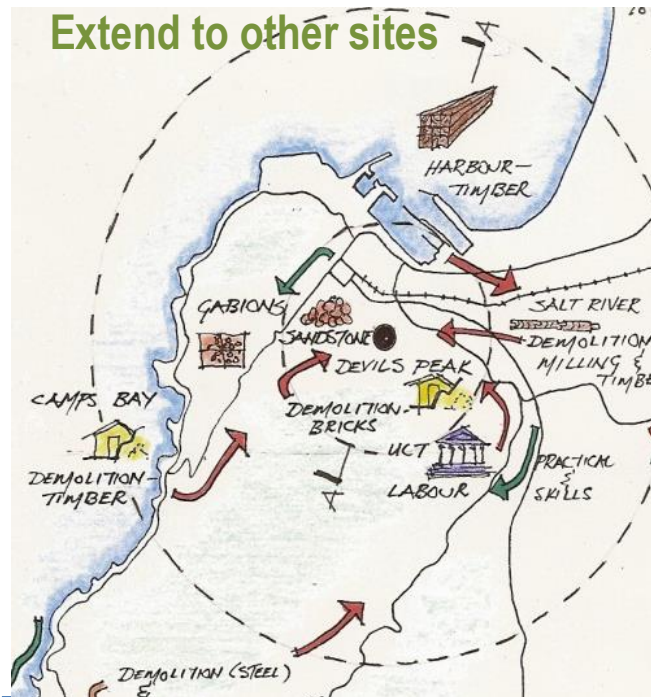 Extend to other sites
A
HARBOUR-
TIMBER
GABIONS
SANDSTONE
SALT RIVER
DEMOLITION
MILLING &
TIMBE
DEVILS PEAK
CAMPS BAY
DEMOLITION-
BRICKS
DEMOLITION-
TIMBER
UCT
LABOUR
PRACTICAL
&
SKILLS
A
DEMOLITION (STEEL)
&